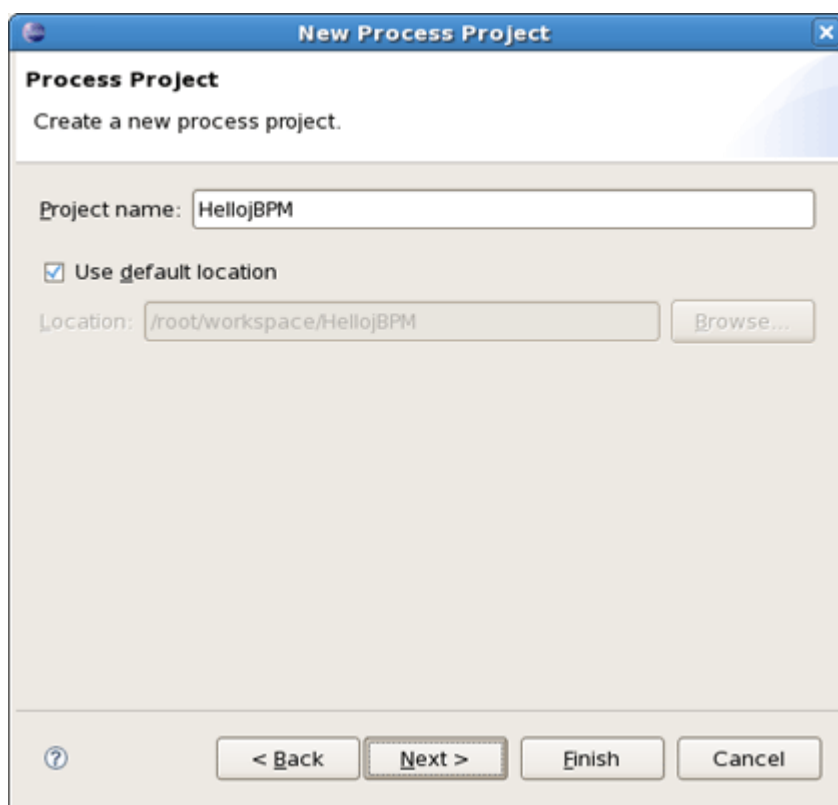 New Process Project
Process Project
Create a new process project.
Project name: HellojBPM
Use default location
Location: /root/workspace/HellojBPM Browse...
? < Back Next > Finish Cancel